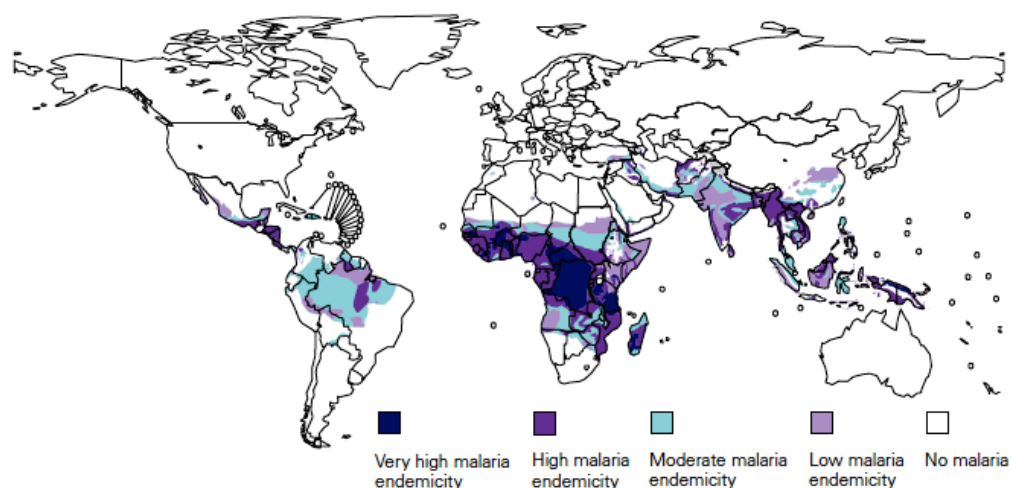 Very high malaria
endemicity
High malaria
endemicity
Moderate malaria
endemicity
Low malaria
endemicity
No malaria